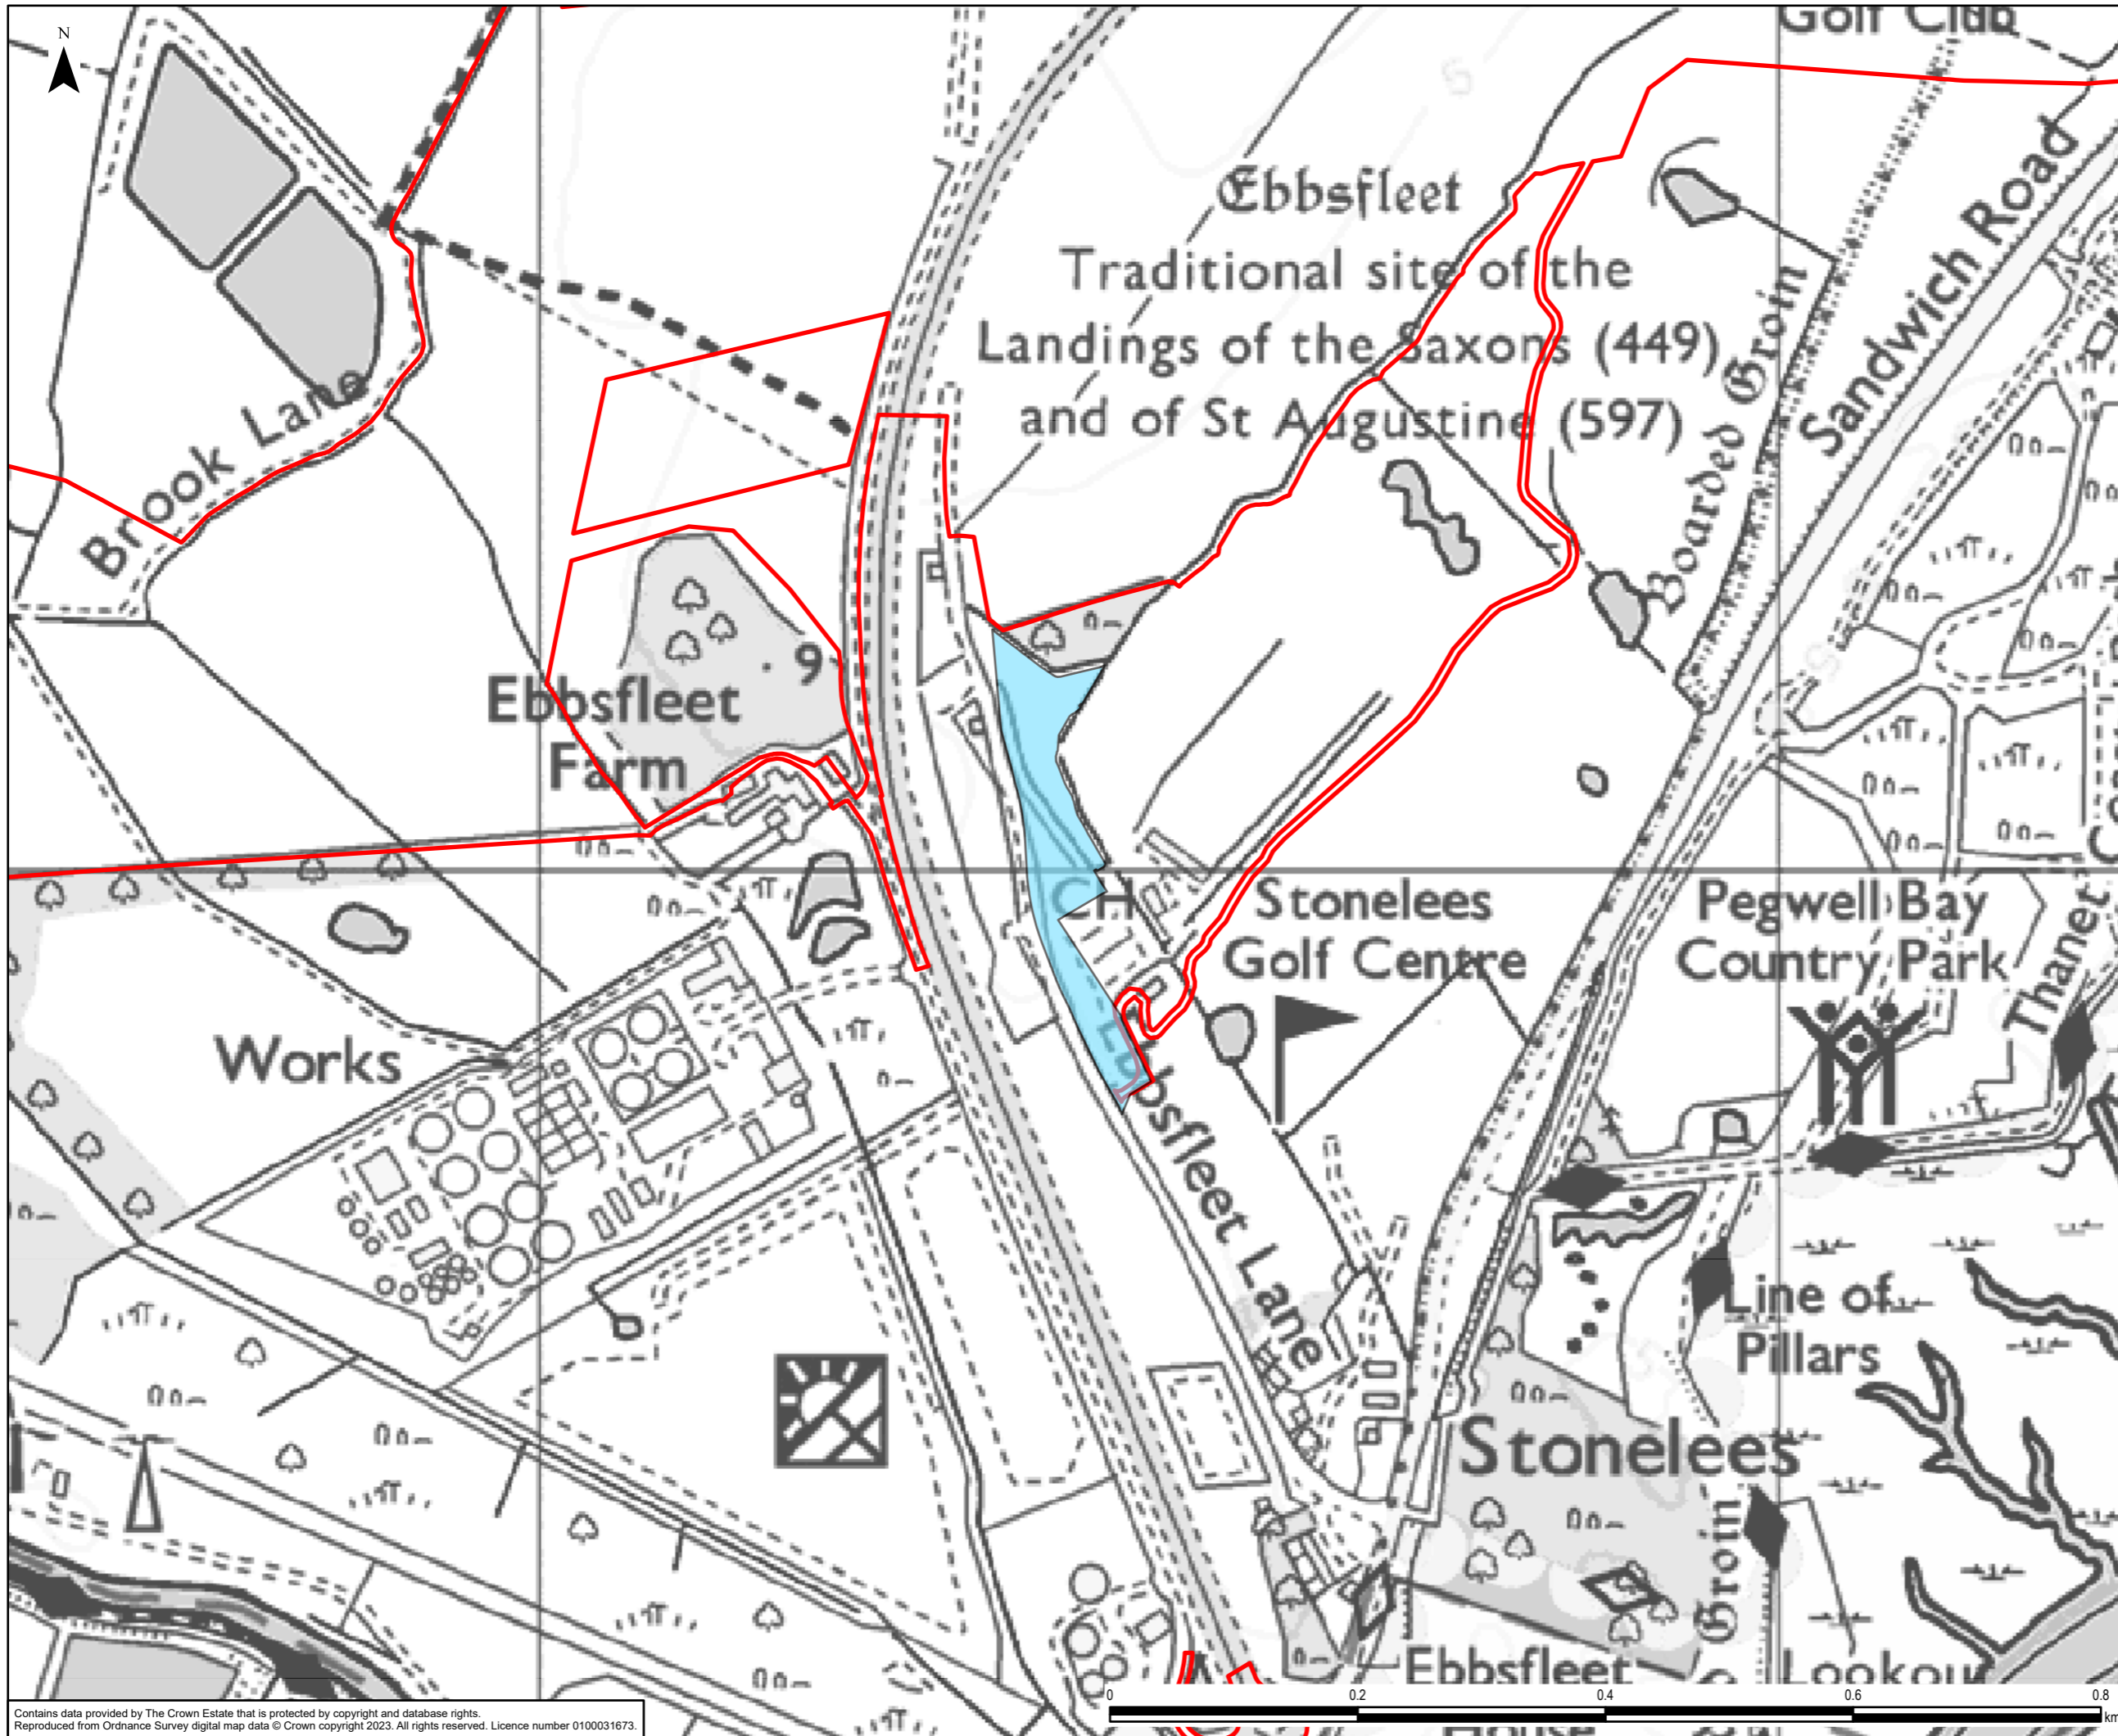 N
Golf Club
5
Ebbsfleet
Traditional site of the
Landings of the Saxons (449)
and of St Augustine (597)
Boarded Groin
Sandwich Road
Brook Lane
9
Ebbsfleet
Farm
CH
Stonelees
Golf Centre
Pegwell Bay
Country Park
Thanet
Works
Ebbsfleet Lane
Line of
Pillars
Stonelees
Groin
Ebbsfleet
House
0
0.2
0.4
0.6
0.8
km
Contains data provided by The Crown Estate that is protected by copyright and database rights.
Reproduced from Ordnance Survey digital map data © Crown copyright 2023. All rights reserved. Licence number 0100031673.